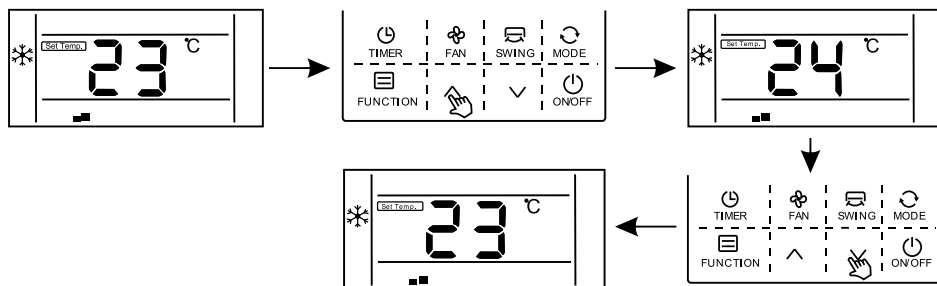 Set Temp. 23 °C
TIMER FAN SWING MODE
FUNCTION ON/OFF
Set Temp. 24 °C
TIMER FAN SWING MODE
FUNCTION ON/OFF
Set Temp. 23 °C